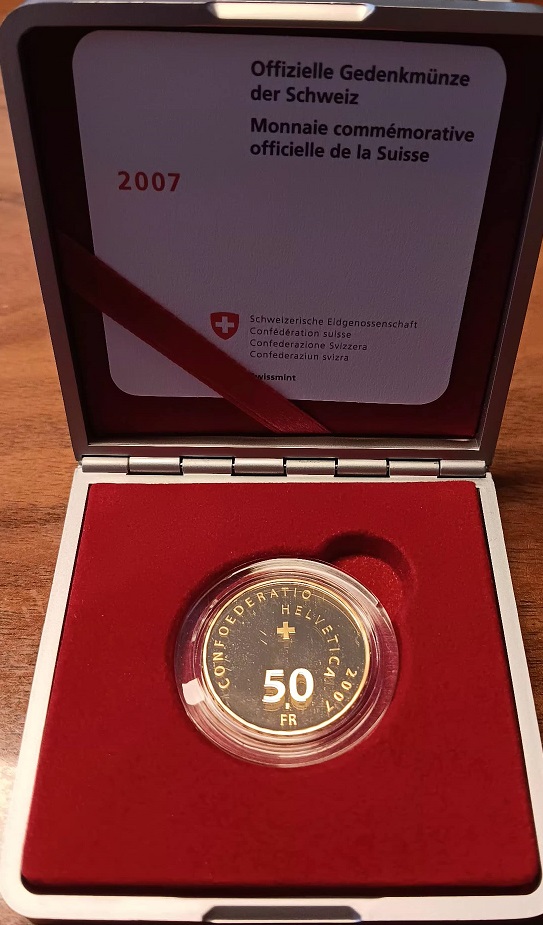 Offizielle Gedenkmünze
der Schweiz
Monnaie commémorative
officielle de la Suisse
2007
Schweizerische Eidgenossenschaft
Confédération suisse
Confederazione Svizzera
Confederaziun svizra
wissmint
CONFOEDERATIO
HELVETICA 2007
50
FR